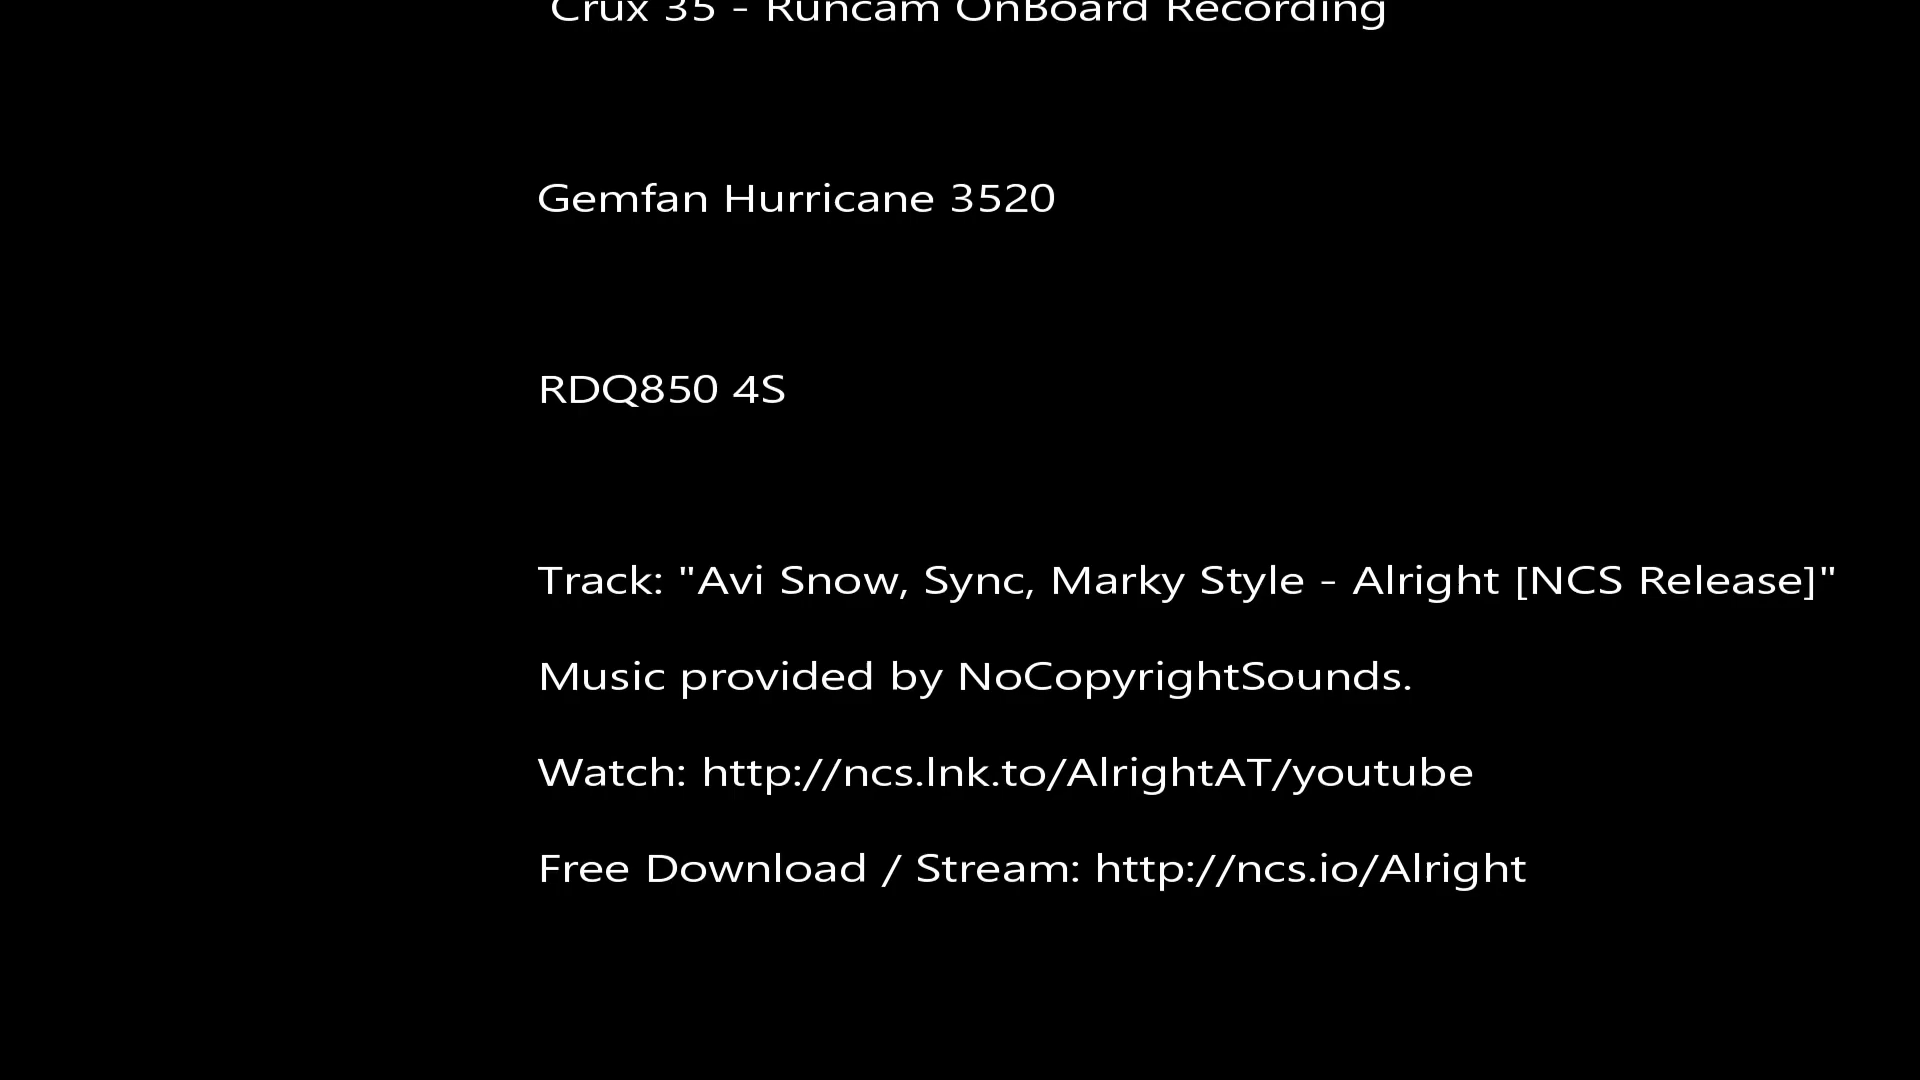 Crux 35 - Runcam OnBoard Recording
Gemfan Hurricane 3520
RDQ850 4S
Track: "Avi Snow, Sync, Marky Style - Alright [NCS Release]"
Music provided by NoCopyrightSounds.
Watch: http://ncs.lnk.to/AlrightAT/youtube
Free Download / Stream: http://ncs.io/Alright